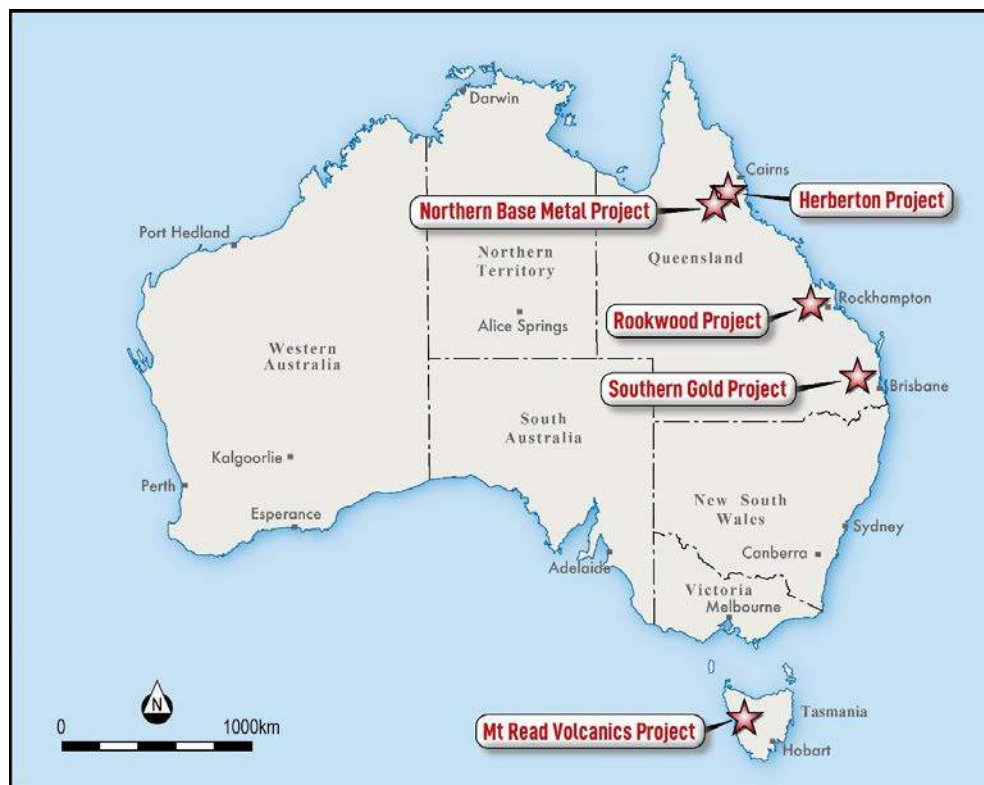 Darwin
Cairns
Herberton Project
Northern Base Metal Project
Port Hedland
Northern
Territory
Queensland
Rockhampton
Rookwood Project
Alice Springs
Western
Australia
Southern Gold Project
Brisbane
South
Australia
Kalgoorlie
Perth
Esperance
New South
Wales
Sydney
Canberra
Adelaide
Victoria
Melbourne
N
0 1000km
Tasmania
Mt Read Volcanics Project
Hobart